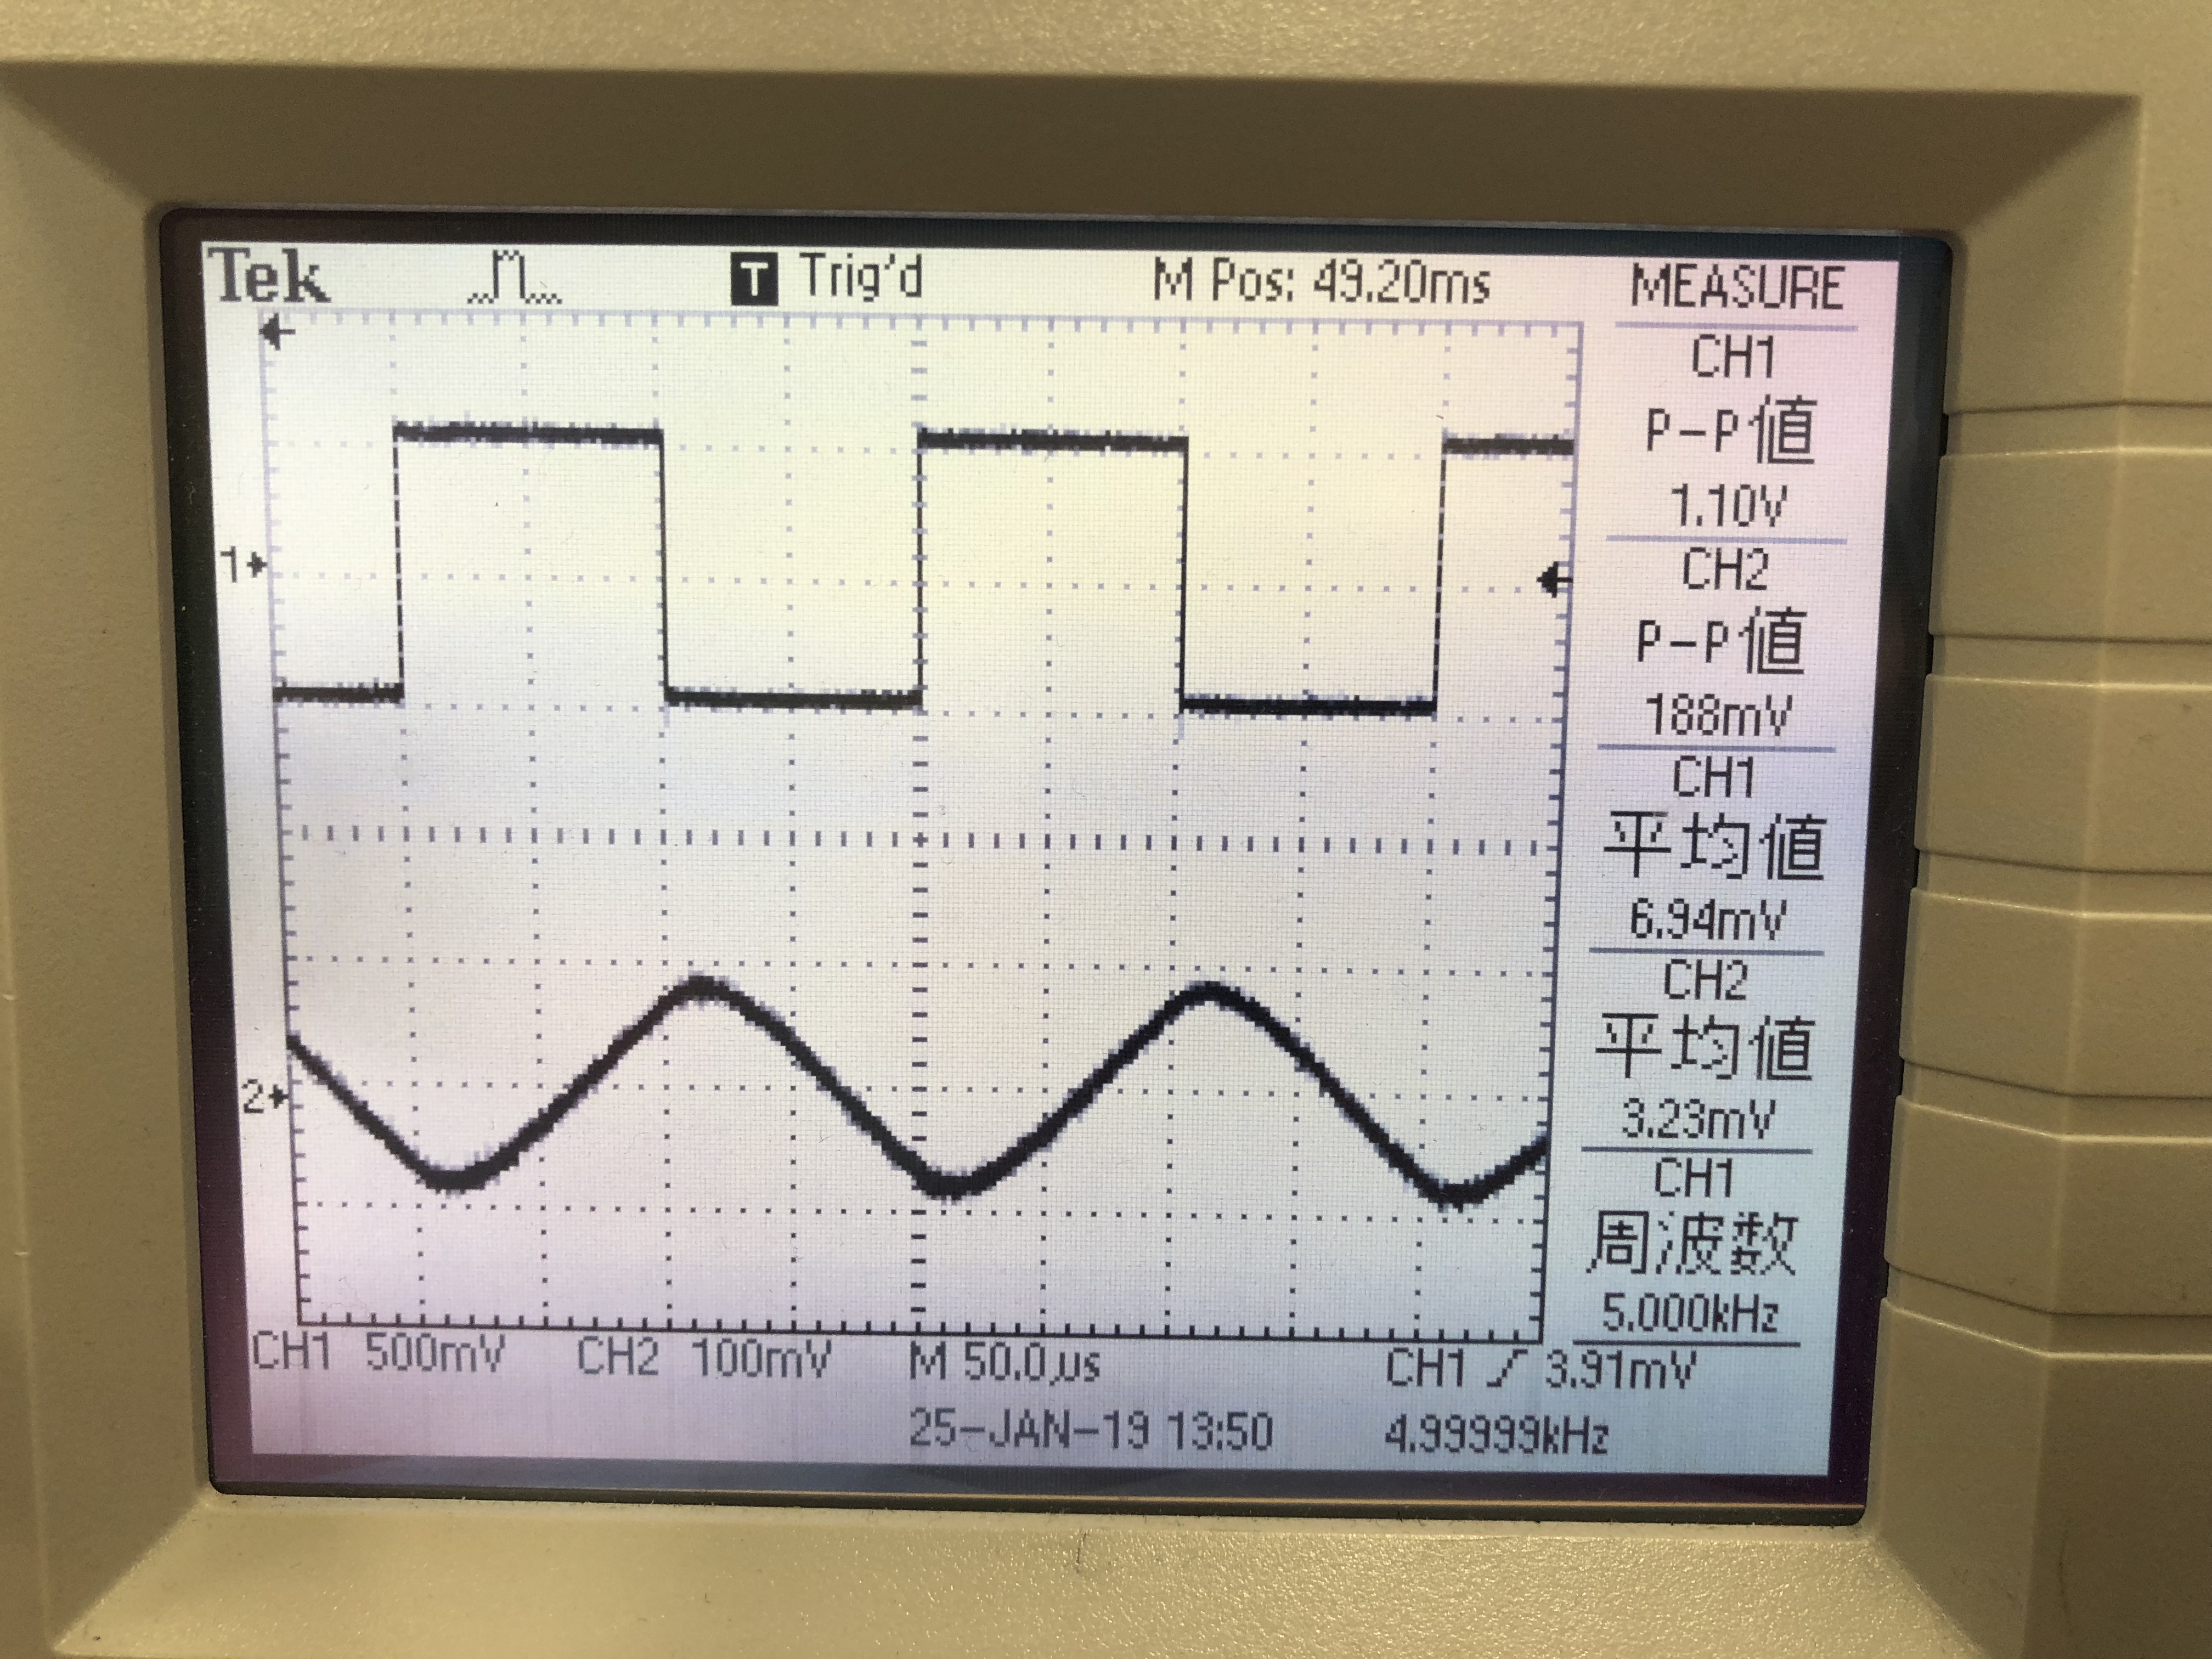 Tek T Trig'd M Pos: 49.20ms MEASURE
CH1
P-P値
1.10V
CH2
P-P値
188mV
CH1
平均値
6.94mV
CH2
平均値
3.23mV
CH1
周波数
5.000kHz
1
2
CH1 500mV CH2 100mV M 50.0µs CH1 3.91mV
25-JAN-19 13:50 4.99999kHz